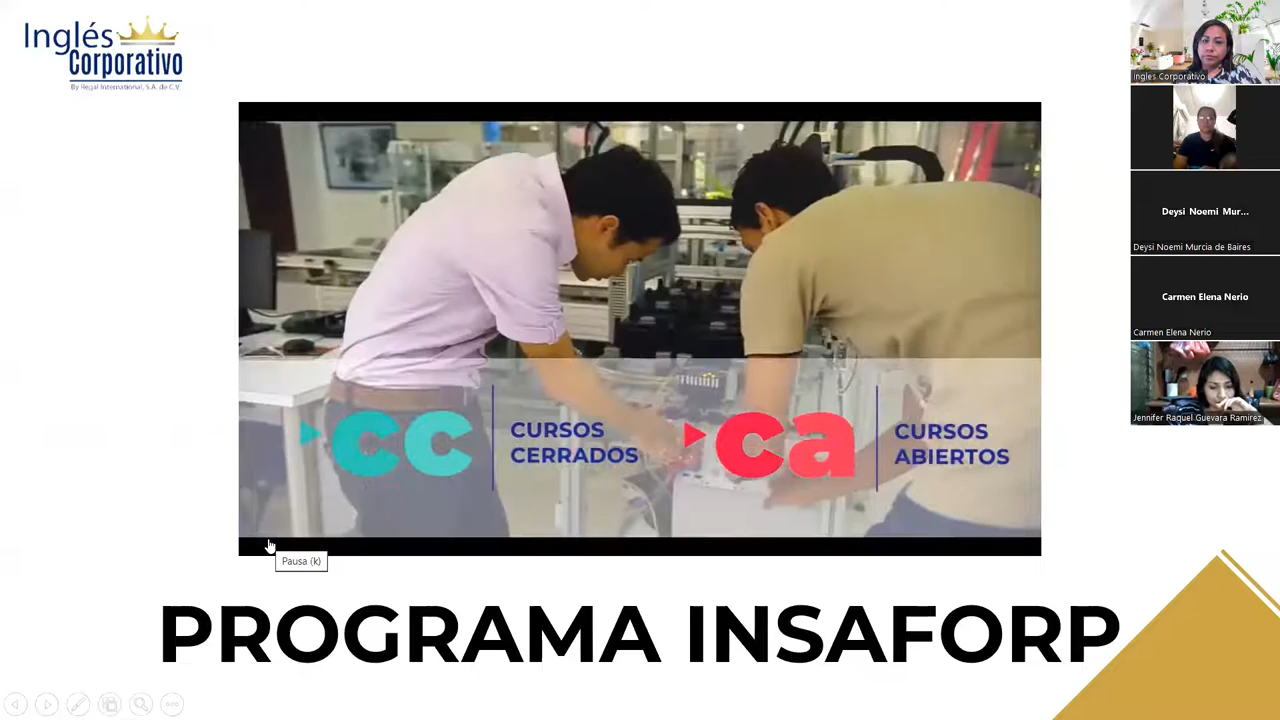 Inglés
Corporativo
By Regal International, S.A. de C.V.
cc
CURSOS
CERRADOS
ca
CURSOS
ABIERTOS
Pausa (k)
PROGRAMA INSAFORP
Ingles Corporativo
Deysi Noemi Mur...
Deysi Noemi Murcia de Baires
Carmen Elena Nerio
Carmen Elena Nerio
Jennifer Raquel Guevara Ramirez